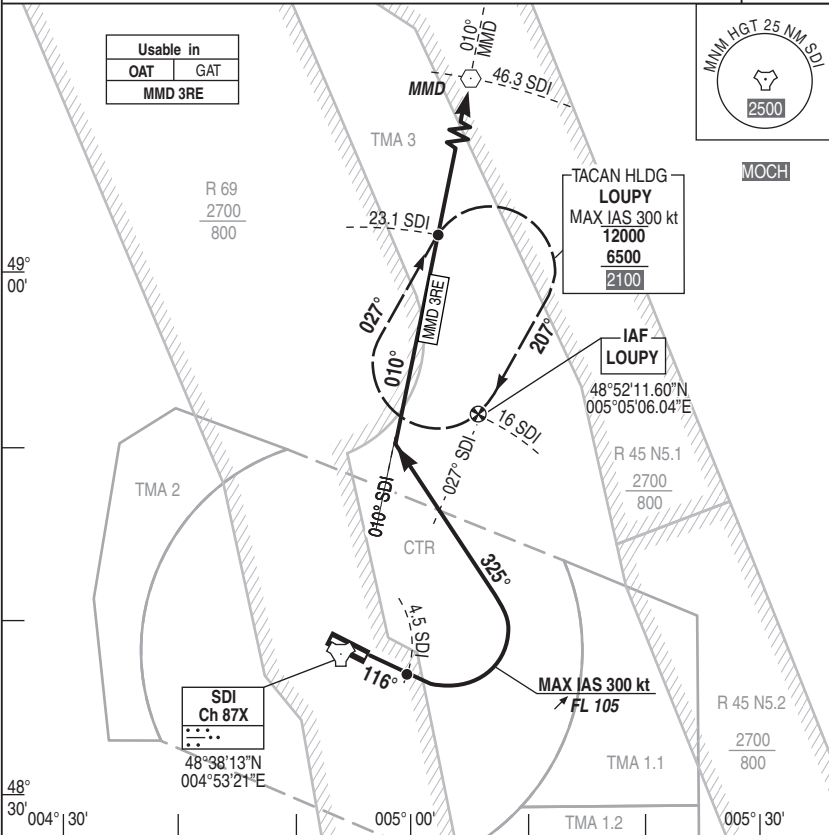 Usable in
OAT GAT
MMD 3RE
010°
MMD
MMD
46.3 SDI
MNM HGT 25 NM SDI
2500
MOCH
TMA 3
R 69
2700
800
23.1 SDI
TACAN HLDG
LOUPY
MAX IAS 300 kt
12000
6500
2100
49°
00'
027°
MMD 3RE
010°
207°
IAF
LOUPY
48°52'11.60"N
005°05'06.04"E
16 SDI
027° SDI
R 45 N5.1
2700
800
TMA 2
010° SDI
CTR
325°
4.5 SDI
116°
MAX IAS 300 kt
FL 105
SDI
Ch 87X
48°38'13"N
004°53'21"E
R 45 N5.2
2700
800
TMA 1.1
TMA 1.2
48°
30'
004°30'
005°00'
005°30'